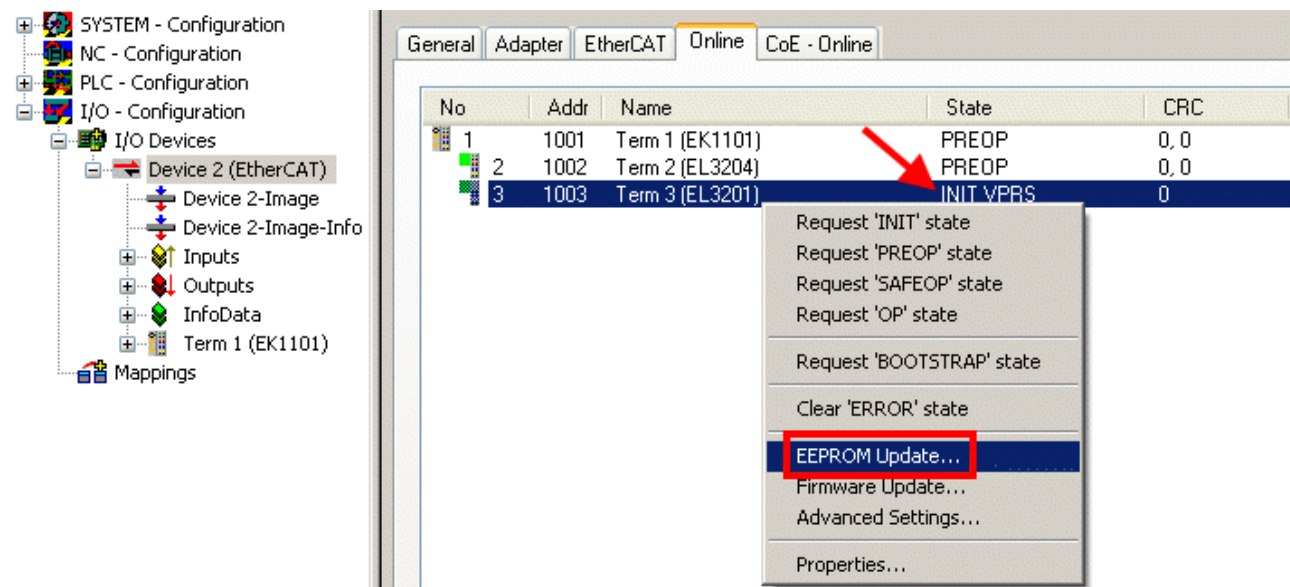 SYSTEM - Configuration
NC - Configuration
PLC - Configuration
I/O - Configuration
I/O Devices
Device 2 (EtherCAT)
Device 2-Image
Device 2-Image-Info
Inputs
Outputs
InfoData
Term 1 (EK1101)
Mappings
General Adapter EtherCAT Online CoE - Online
No Addr Name State CRC
1 1001 Term 1 (EK1101) PREOP 0, 0
2 1002 Term 2 (EL3204) PREOP 0, 0
3 1003 Term 3 (EL3201) INIT VPRS 0
Request 'INIT' state
Request 'PREOP' state
Request 'SAFEOP' state
Request 'OP' state
Request 'BOOTSTRAP' state
Clear 'ERROR' state
EEPROM Update...
Firmware Update...
Advanced Settings...
Properties...